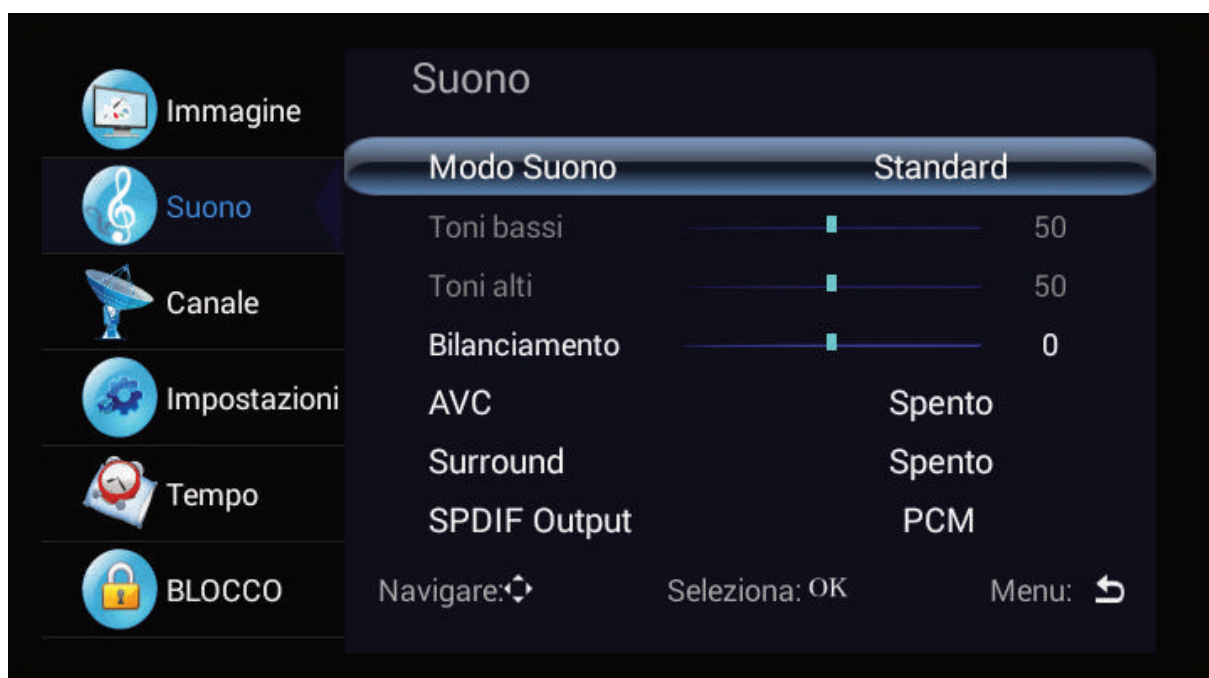 Immagine
Suono
Canale
Impostazioni
Tempo
BLOCCO
Suono
Modo Suono Standard
Toni bassi 50
Toni alti 50
Bilanciamento 0
AVC Spento
Surround Spento
SPDIF Output PCM
Navigare: Seleziona: OK Menu: